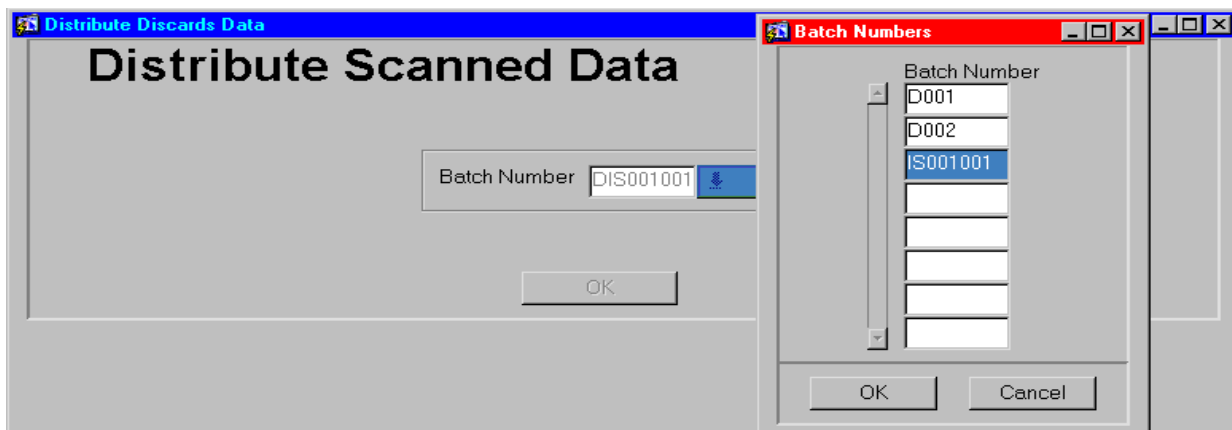 Distribute Discards Data
Distribute Scanned Data
Batch Number DIS001001
OK
Batch Numbers
Batch Number
D001
D002
IS001001
OK Cancel